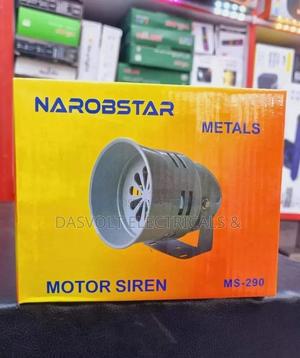 NAROBSTAR
METALS
DASVOLT ELECTRICALS &
MOTOR SIREN
MS-290